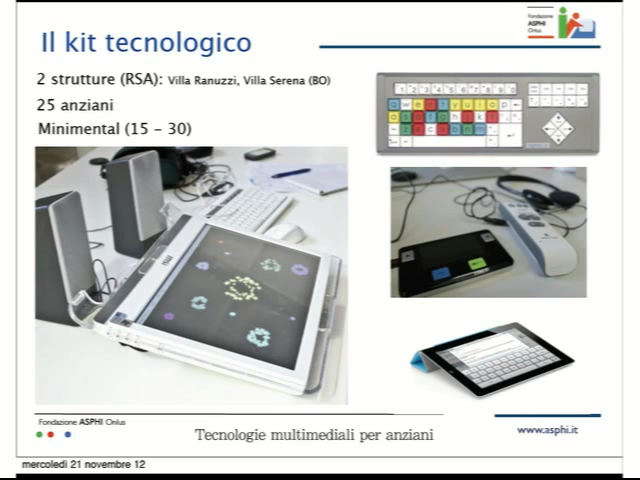 Fondazione
ASPHI
Onlus
Il kit tecnologico
2 strutture (RSA): Villa Ranuzzi, Villa Serena (BO)
25 anziani
Minimental (15 – 30)
Fondazione ASPHI Onlus
Tecnologie multimediali per anziani
www.asphi.it
mercoledì 21 novembre 12